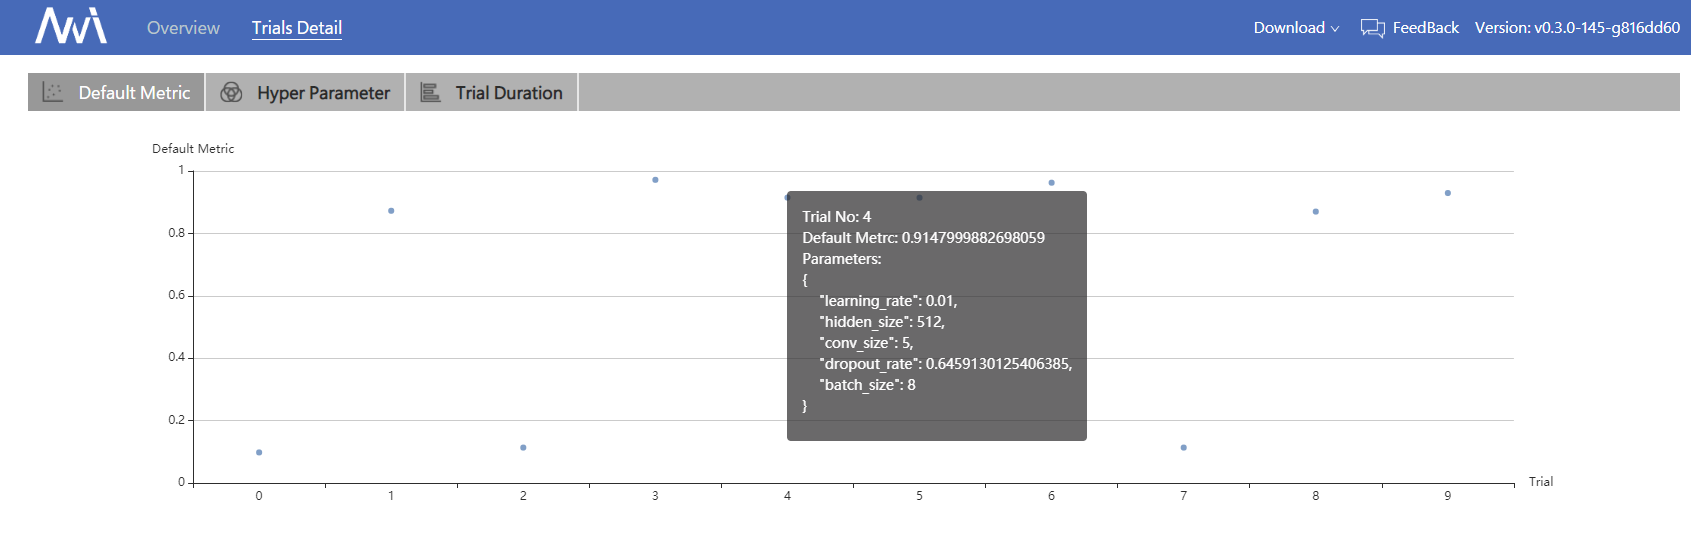 Overview Trials Detail Download FeedBack Version: v0.3.0-145-g816dd60
Default Metric Hyper Parameter Trial Duration
Default Metric
1
0.8
0.6
0.4
0.2
0
Trial No: 4
Default Metrc: 0.9147999882698059
Parameters:
{
"learning_rate": 0.01,
"hidden_size": 512,
"conv_size": 5,
"dropout_rate": 0.6459130125406385,
"batch_size": 8
}
0 1 2 3 4 5 6 7 8 9
Trial